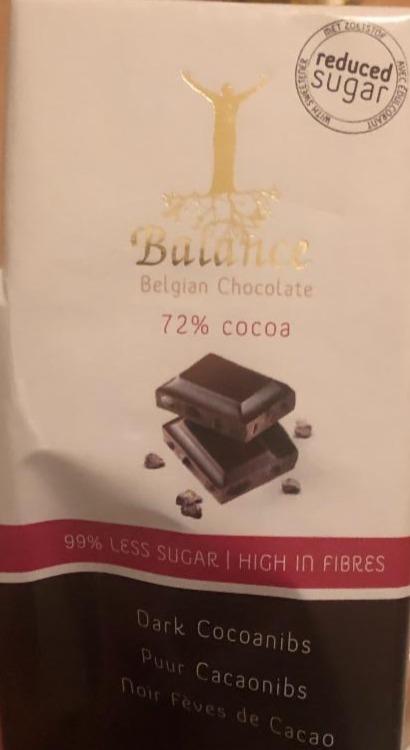 MET ZOETSTOF
AVEC ÉDULCORANT
WITH SWEETENER
reduced
sugar
Balance
Belgian Chocolate
72% cocoa
99% LESS SUGAR | HIGH IN FIBRES
Dark Cocoanibs
Puur Cacaonibs
Noir Fèves de Cacao